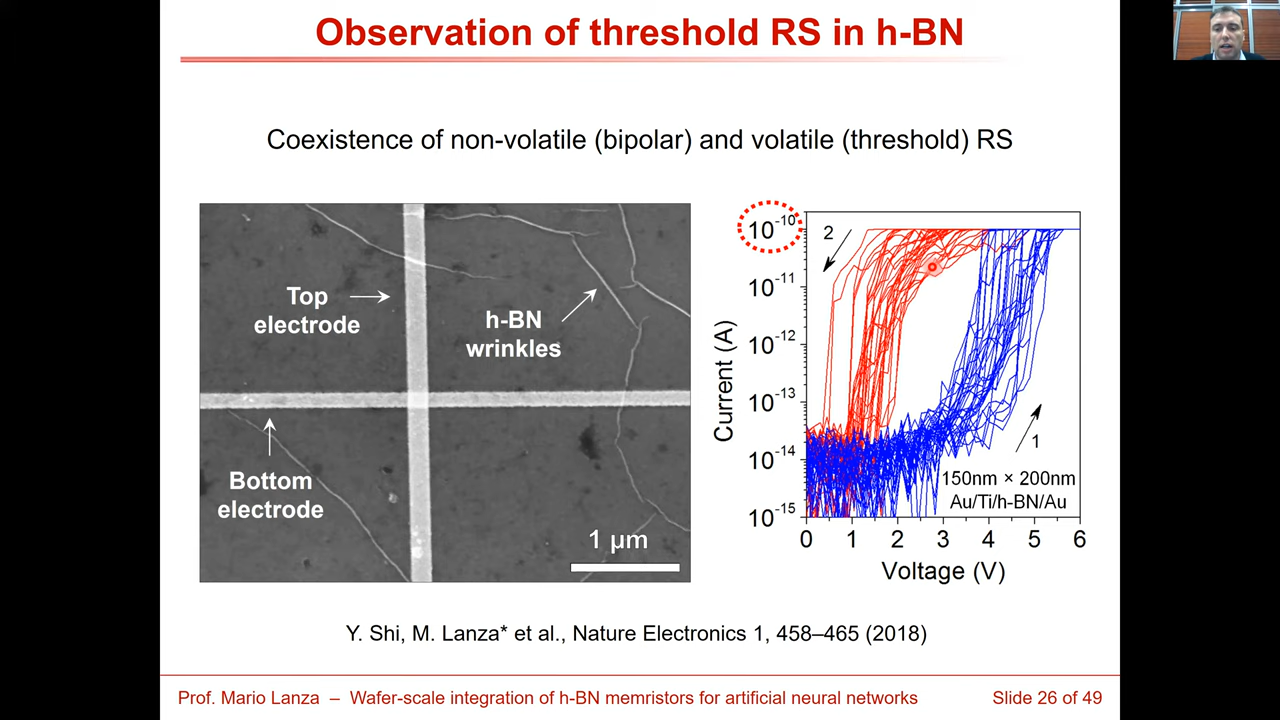 Observation of threshold RS in h-BN
Coexistence of non-volatile (bipolar) and volatile (threshold) RS
Top
electrode
h-BN
wrinkles
Bottom
electrode
1 µm
Current (A)
10-10
10-11
10-12
10-13
10-14
10-15
2
1
150nm × 200nm
Au/Ti/h-BN/Au
0 1 2 3 4 5 6
Voltage (V)
Y. Shi, M. Lanza* et al., Nature Electronics 1, 458–465 (2018)
Prof. Mario Lanza – Wafer-scale integration of h-BN memristors for artificial neural networks
Slide 26 of 49